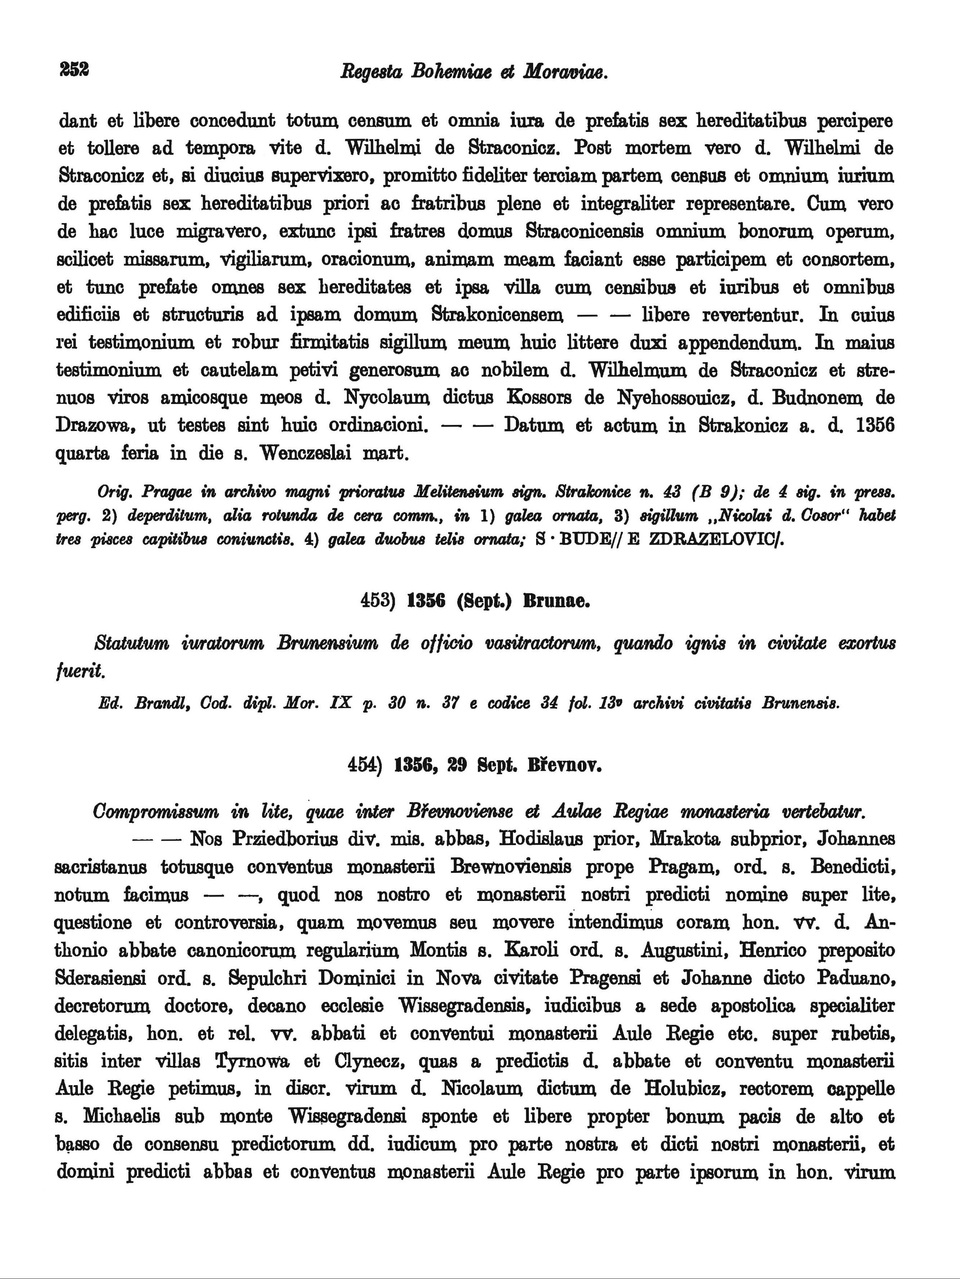 252 Regesta Bohemiae et Moraviae.
dant et libere concedunt totum censum et omnia iura de prefatis sex hereditatibus percipere
et tollere ad tempora vite d. Wilhelmi de Straconicz. Post mortem vero d. Wilhelmi de
Straconicz et, si diucius supervixero, promitto fideliter terciam partem census et omnium iurium
de prefatis sex hereditatibus priori ac fratribus plene et integraliter representare. Cum vero
de hac luce migravero, extunc ipsi fratres domus Straconicensis omnium bonorum operum,
scilicet missarum, vigiliarum, oracionum, animam meam faciant esse participem et consortem,
et tunc prefate omnes sex hereditates et ipsa villa cum censibus et iuribus et omnibus
edificiis et structuris ad ipsam domum Strakonicensem — — libere revertentur. In cuius
rei testimonium et robur firmitatis sigillum meum huic littere duxi appendendum. In maius
testimonium et cautelam petivi generosum ac nobilem d. Wilhelmum de Straconicz et stre-
nuos viros amicosque meos d. Nycolaum dictus Kossors de Nyehossouicz, d. Budnonem de
Drazowa, ut testes sint huic ordinacioni. — — Datum et actum in Strakonicz a. d. 1356
quarta feria in die s. Wenczeslai mart.
Orig. Pragae in archivo magni prioratus Melitensium sign. Strakonice n. 43 (B 9); de 4 sig. in press.
perg. 2) deperditum, alia rotunda de cera comm., in 1) galea ornata, 3) sigillum „Nicolai d. Cosor“ habet
tres pisces capitibus coniunctis. 4) galea duobus telis ornata; S · BUDE// E ZDRAZELOVIC/.
453) 1356 (Sept.) Brunae.
Statutum iuratorum Brunensium de officio vasitractorum, quando ignis in civitate exortus
fuerit.
Ed. Brandl, Cod. dipl. Mor. IX p. 30 n. 37 e codice 34 fol. 13v archivi civitatis Brunensis.
454) 1356, 29 Sept. Břevnov.
Compromissum in lite, quae inter Břevnoviense et Aulae Regiae monasteria vertebatur.
— — Nos Prziedborius div. mis. abbas, Hodislaus prior, Mrakota subprior, Johannes
sacristanus totusque conventus monasterii Brewnoviensis prope Pragam, ord. s. Benedicti,
notum facimus — —, quod nos nostro et monasterii nostri predicti nomine super lite,
questione et controversia, quam movemus seu movere intendimus coram hon. vv. d. An-
thonio abbate canonicorum regularium Montis s. Karoli ord. s. Augustini, Henrico preposito
Sderasiensi ord. s. Sepulchri Dominici in Nova civitate Pragensi et Johanne dicto Paduano,
decretorum doctore, decano ecclesie Wissegradensis, iudicibus a sede apostolica specialiter
delegatis, hon. et rel. vv. abbati et conventui monasterii Aule Regie etc. super rubetis,
sitis inter villas Tyrnowa et Clynecz, quas a predictis d. abbate et conventu monasterii
Aule Regie petimus, in discr. virum d. Nicolaum dictum de Holubicz, rectorem cappelle
s. Michaelis sub monte Wissegradensi sponte et libere propter bonum pacis de alto et
basso de consensu predictorum dd. iudicum pro parte nostra et dicti nostri monasterii, et
domini predicti abbas et conventus monasterii Aule Regie pro parte ipsorum in hon. virum